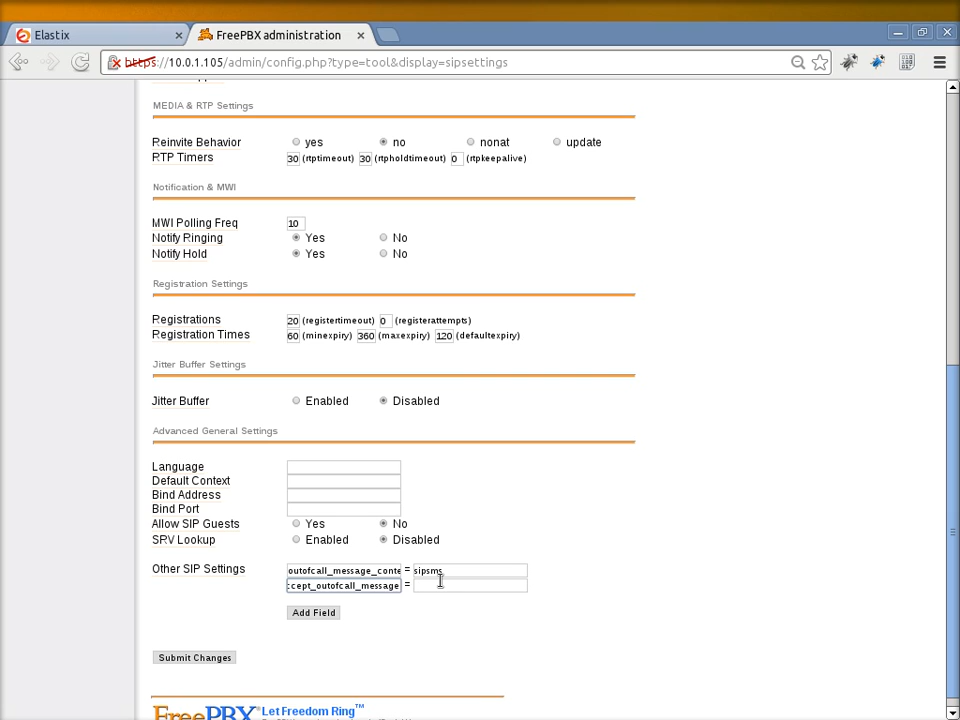 Elastix
FreePBX administration
https://10.0.1.105/admin/config.php?type=tool&display=sipsettings
MEDIA & RTP Settings
Reinvite Behavior yes no nonat update
RTP Timers 30 (rtptimeout) 30 (rtpholdtimeout) 0 (rtpkeepalive)
Notification & MWI
MWI Polling Freq 10
Notify Ringing Yes No
Notify Hold Yes No
Registration Settings
Registrations 20 (registertimeout) 0 (registerattempts)
Registration Times 60 (minexpiry) 360 (maxexpiry) 120 (defaultexpiry)
Jitter Buffer Settings
Jitter Buffer Enabled Disabled
Advanced General Settings
Language
Default Context
Bind Address
Bind Port
Allow SIP Guests Yes No
SRV Lookup Enabled Disabled
Other SIP Settings outofcall_message_conte = sipsms
ccept_outofcall_message =
Add Field
Submit Changes
FreePBX® Let Freedom Ring™